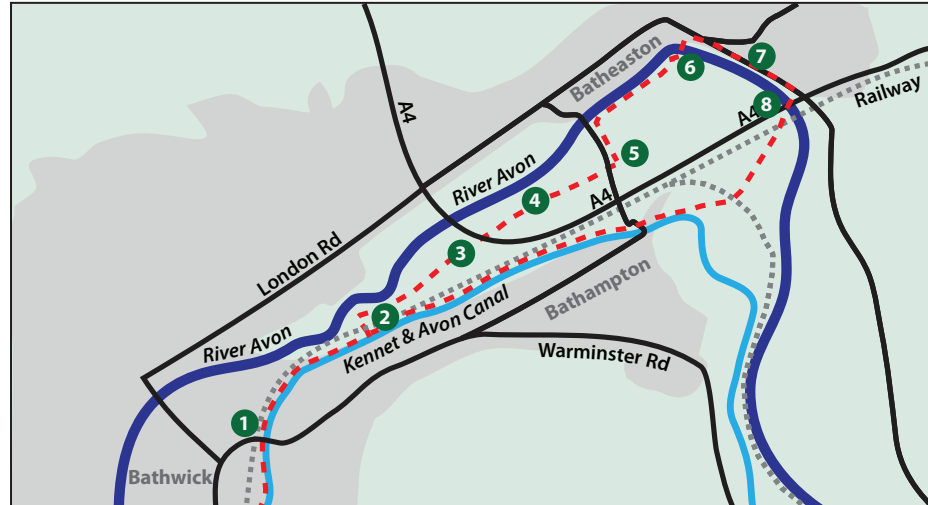 7
Batheaston
6
Railway
A4
8
A4
5
River Avon
4
A4
3
London Rd
Bathampton
2
Kennet & Avon Canal
River Avon
Warminster Rd
1
Bathwick